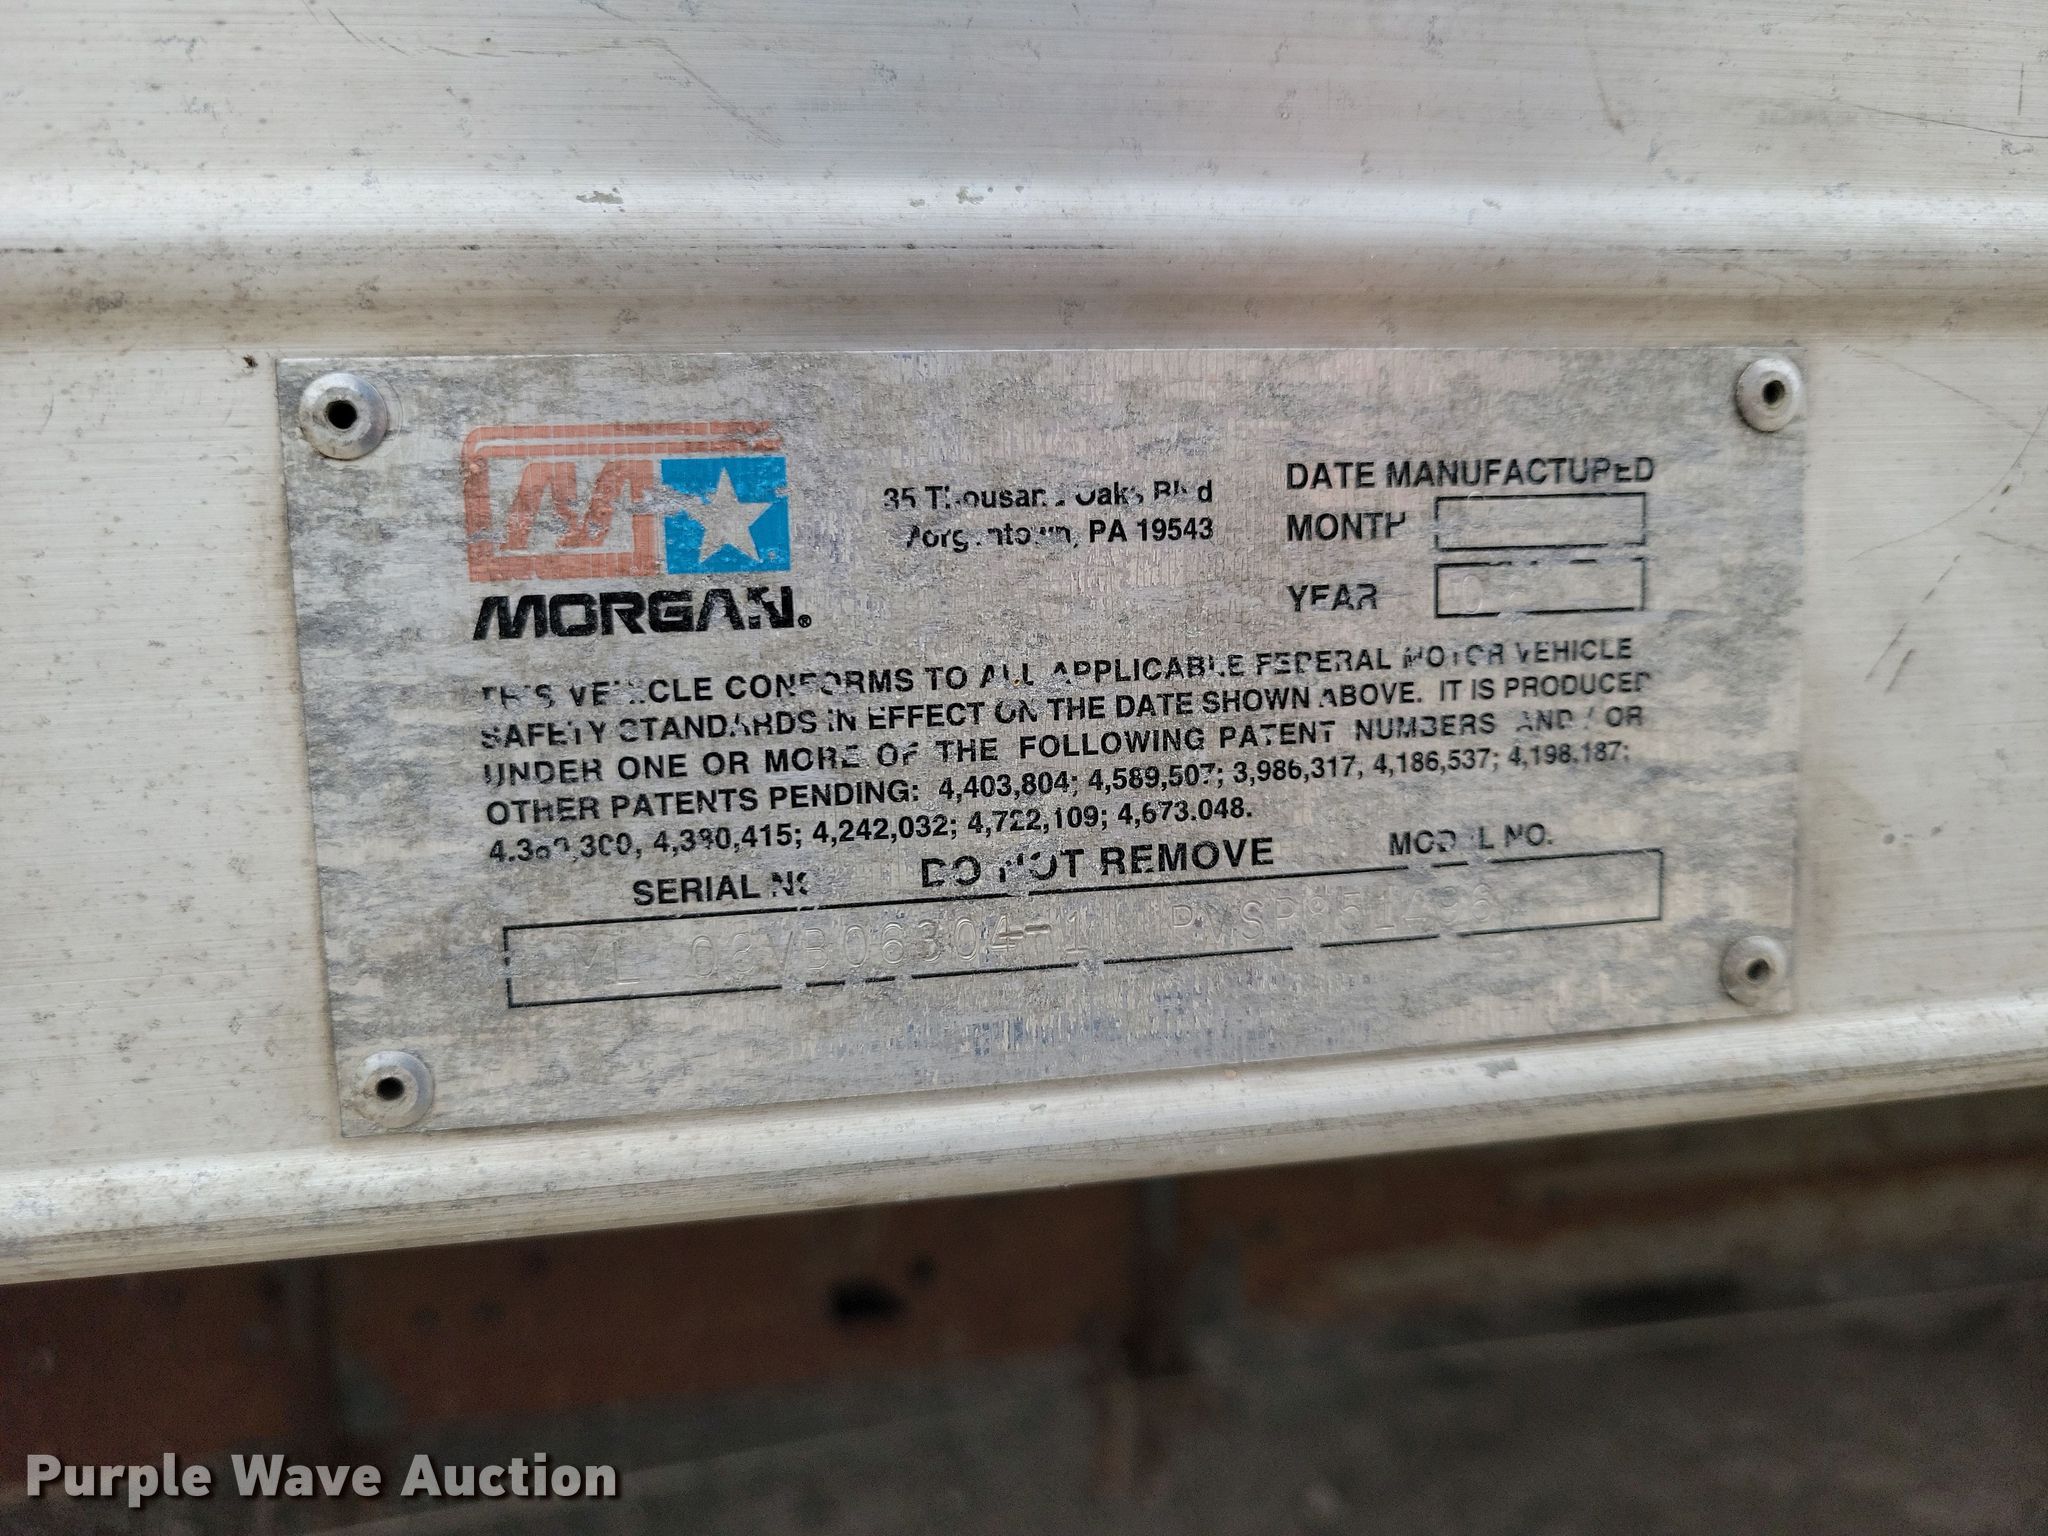 35 Thousand Oaks Blvd
Morgantown, PA 19543
DATE MANUFACTURED
MONTH
YEAR
MORGAN®
THIS VEHICLE CONFORMS TO ALL APPLICABLE FEDERAL MOTOR VEHICLE
SAFETY STANDARDS IN EFFECT ON THE DATE SHOWN ABOVE. IT IS PRODUCED
UNDER ONE OR MORE OF THE FOLLOWING PATENT NUMBERS AND / OR
OTHER PATENTS PENDING: 4,403,804; 4,589,507; 3,986,317, 4,186,537; 4,198,187;
4,380,415; 4,242,032; 4,722,109; 4,673,048.
DO NOT REMOVE
SERIAL NO. MODEL NO.
Purple Wave Auction